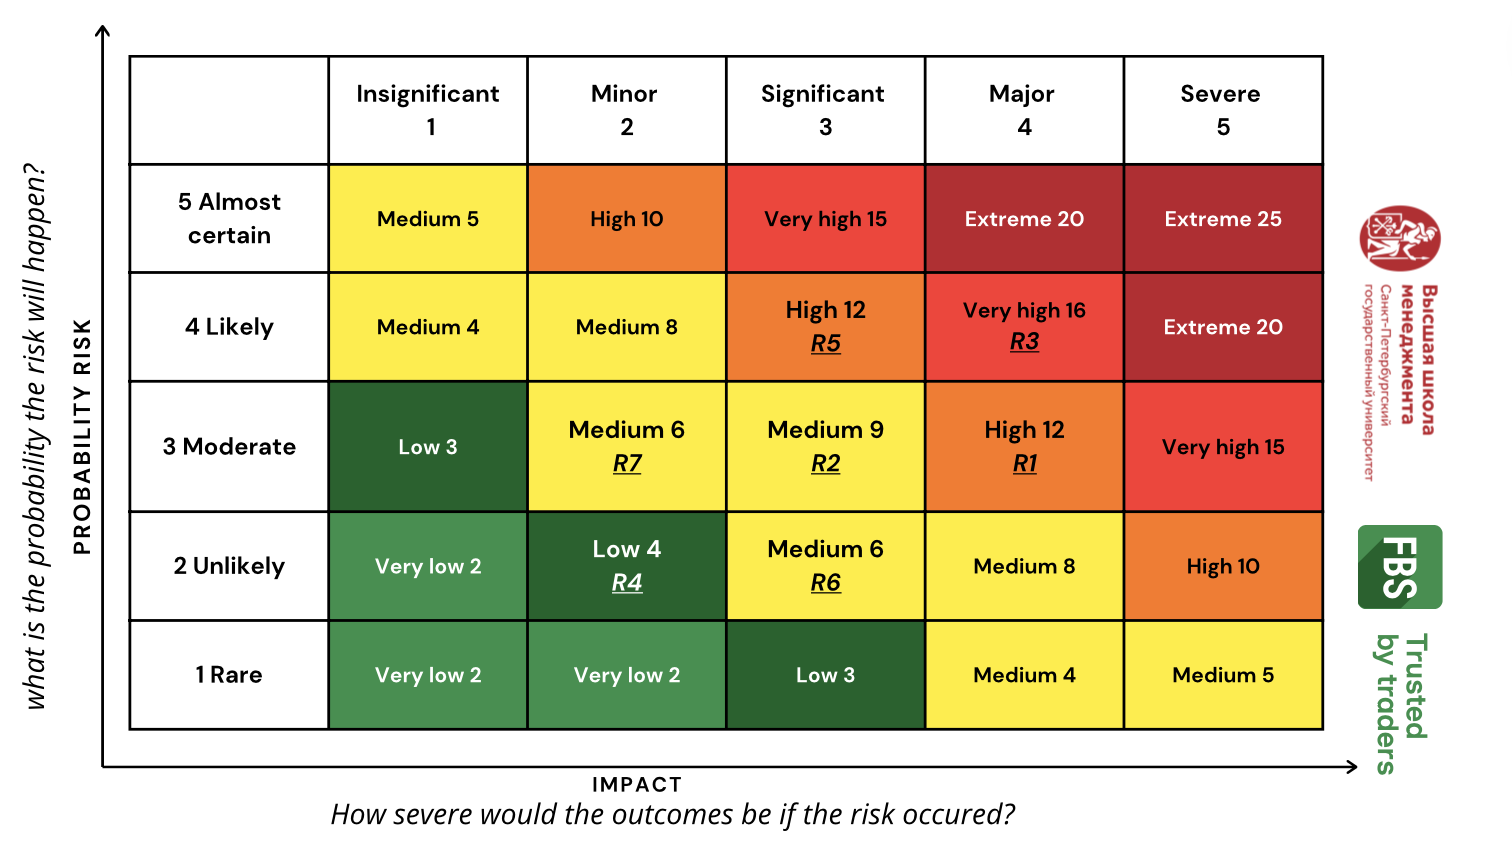 what is the probability the risk will happen?
PROBABILITY RISK
Insignificant
1
Minor
2
Significant
3
Major
4
Severe
5
5 Almost
certain
Medium 5
High 10
Very high 15
Extreme 20
Extreme 25
4 Likely
Medium 4
Medium 8
High 12
R5
Very high 16
R3
Extreme 20
3 Moderate
Low 3
Medium 6
R7
Medium 9
R2
High 12
R1
Very high 15
2 Unlikely
Very low 2
Low 4
R4
Medium 6
R6
Medium 8
High 10
1 Rare
Very low 2
Very low 2
Low 3
Medium 4
Medium 5
IMPACT
How severe would the outcomes be if the risk occured?
Высшая школа
менеджмента
Санкт-Петербургский
государственный университет
FBS
Trusted
by traders